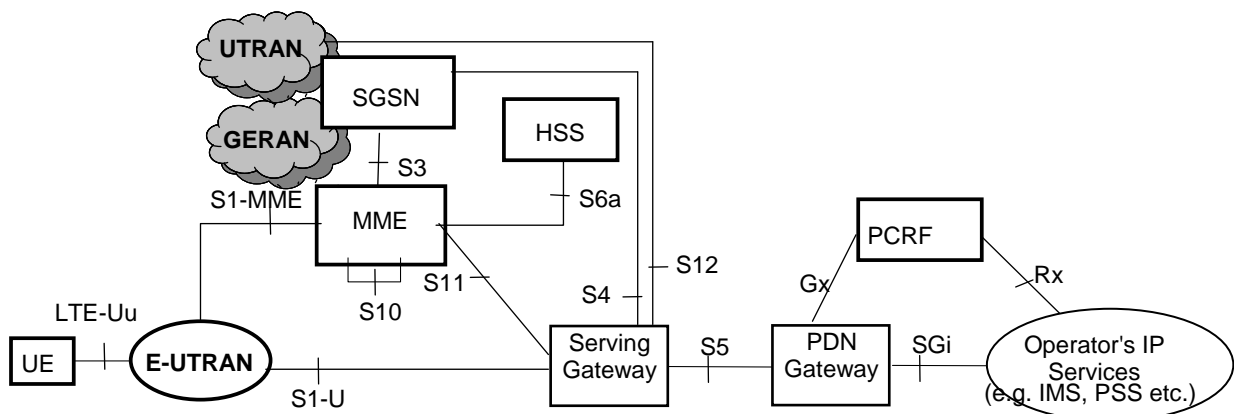 UTRAN
SGSN
GERAN
HSS
S3
S1-MME
S6a
MME
PCRF
S12
S11
Gx
Rx
S10
S4
LTE-Uu
UE
E-UTRAN
Serving
Gateway
S5
PDN
Gateway
SGi
Operator's IP
Services
(e.g. IMS, PSS etc.)
S1-U